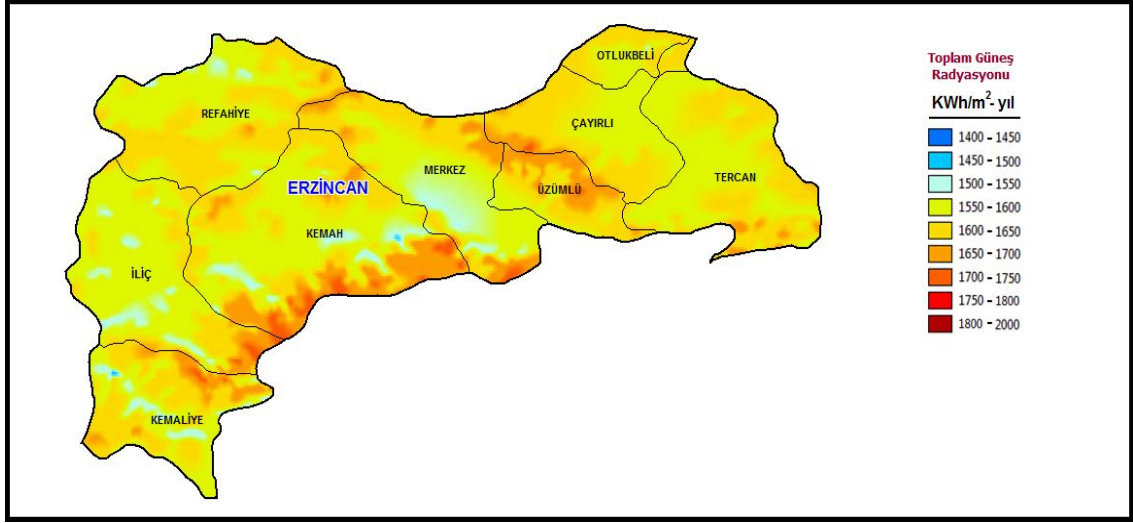 OTLUKBELİ
REFAHİYE
ÇAYIRLI
MERKEZ
TERCAN
ERZİNCAN
ÜZÜMLÜ
KEMAH
İLİÇ
KEMALİYE
Toplam Güneş
Radyasyonu
KWh/m²- yıl
1400 - 1450
1450 - 1500
1500 - 1550
1550 - 1600
1600 - 1650
1650 - 1700
1700 - 1750
1750 - 1800
1800 - 2000